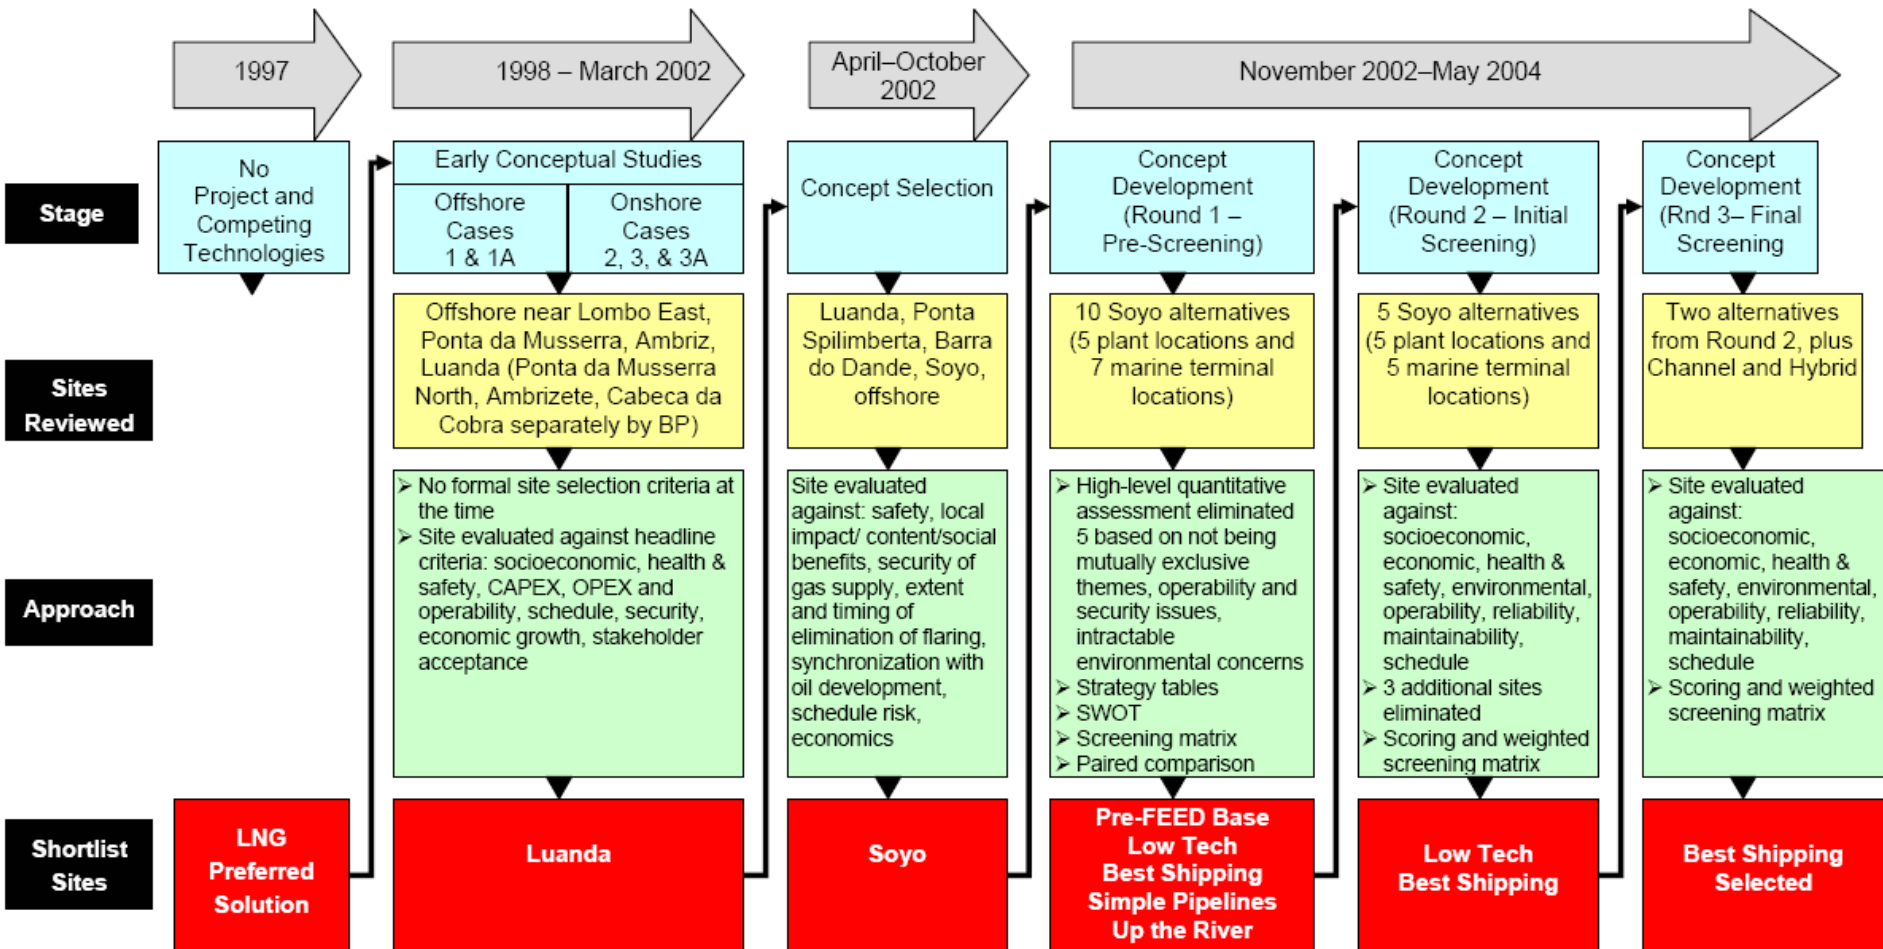 1997
1998 – March 2002
April–October
2002
November 2002–May 2004
Stage
No
Project and
Competing
Technologies
Early Conceptual Studies
Offshore
Cases
1 & 1A
Onshore
Cases
2, 3, & 3A
Concept Selection
Concept
Development
(Round 1 –
Pre-Screening)
Concept
Development
(Round 2 – Initial
Screening)
Concept
Development
(Rnd 3– Final
Screening
Sites
Reviewed
Offshore near Lombo East,
Ponta da Musserra, Ambriz,
Luanda (Ponta da Musserra
North, Ambrizete, Cabeca da
Cobra separately by BP)
Luanda, Ponta
Spilimberta, Barra
do Dande, Soyo,
offshore
10 Soyo alternatives
(5 plant locations and
7 marine terminal
locations)
5 Soyo alternatives
(5 plant locations and
5 marine terminal
locations)
Two alternatives
from Round 2, plus
Channel and Hybrid
Approach
➢ No formal site selection criteria at
the time
➢ Site evaluated against headline
criteria: socioeconomic, health &
safety, CAPEX, OPEX and
operability, schedule, security,
economic growth, stakeholder
acceptance
Site evaluated
against: safety, local
impact/ content/social
benefits, security of
gas supply, extent
and timing of
elimination of flaring,
synchronization with
oil development,
schedule risk,
economics
➢ High-level quantitative
assessment eliminated
5 based on not being
mutually exclusive
themes, operability and
security issues,
intractable
environmental concerns
➢ Strategy tables
➢ SWOT
➢ Screening matrix
➢ Paired comparison
➢ Site evaluated
against:
socioeconomic,
economic, health &
safety, environmental,
operability, reliability,
maintainability,
schedule
➢ 3 additional sites
eliminated
➢ Scoring and weighted
screening matrix
➢ Site evaluated
against:
socioeconomic,
economic, health &
safety, environmental,
operability, reliability,
maintainability,
schedule
➢ Scoring and weighted
screening matrix
Shortlist
Sites
LNG
Preferred
Solution
Luanda
Soyo
Pre-FEED Base
Low Tech
Best Shipping
Simple Pipelines
Up the River
Low Tech
Best Shipping
Best Shipping
Selected